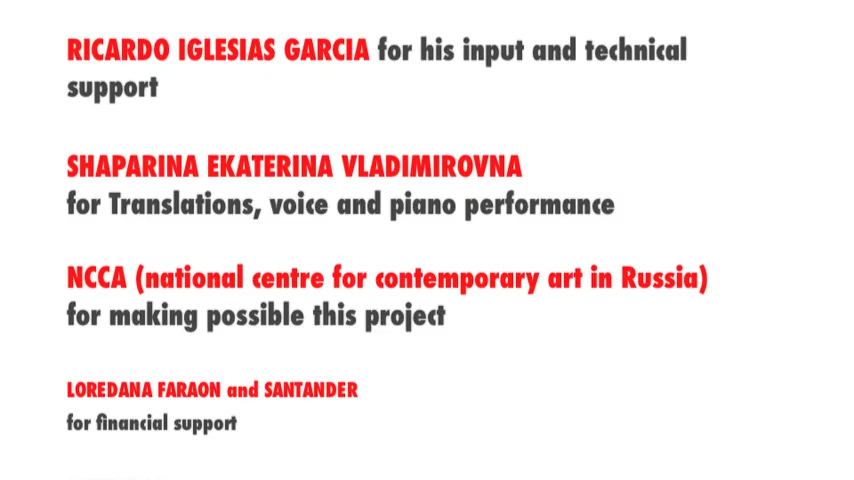 RICARDO IGLESIAS GARCIA for his input and technical
support
SHAPARINA EKATERINA VLADIMIROVNA
for Translations, voice and piano performance
NCCA (national centre for contemporary art in Russia)
for making possible this project
LOREDANA FARAON and SANTANDER
for financial support